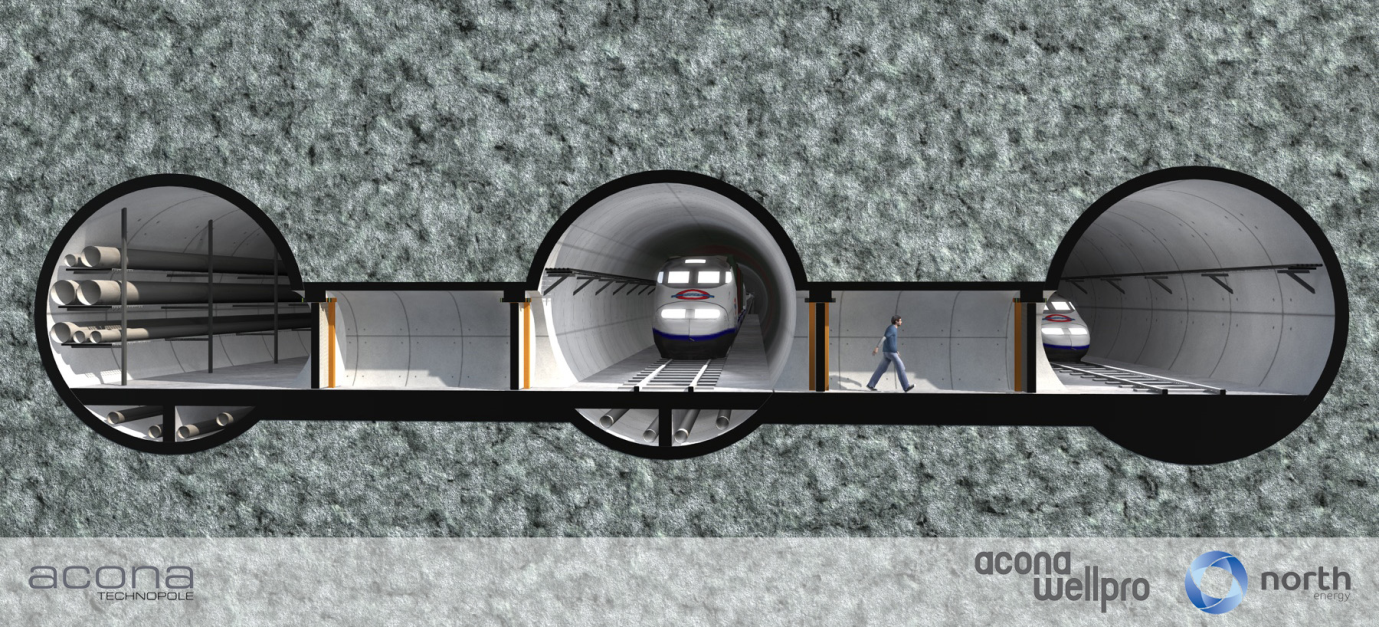 acona
TECHNOPOLE
acona
wellpro
north
energy